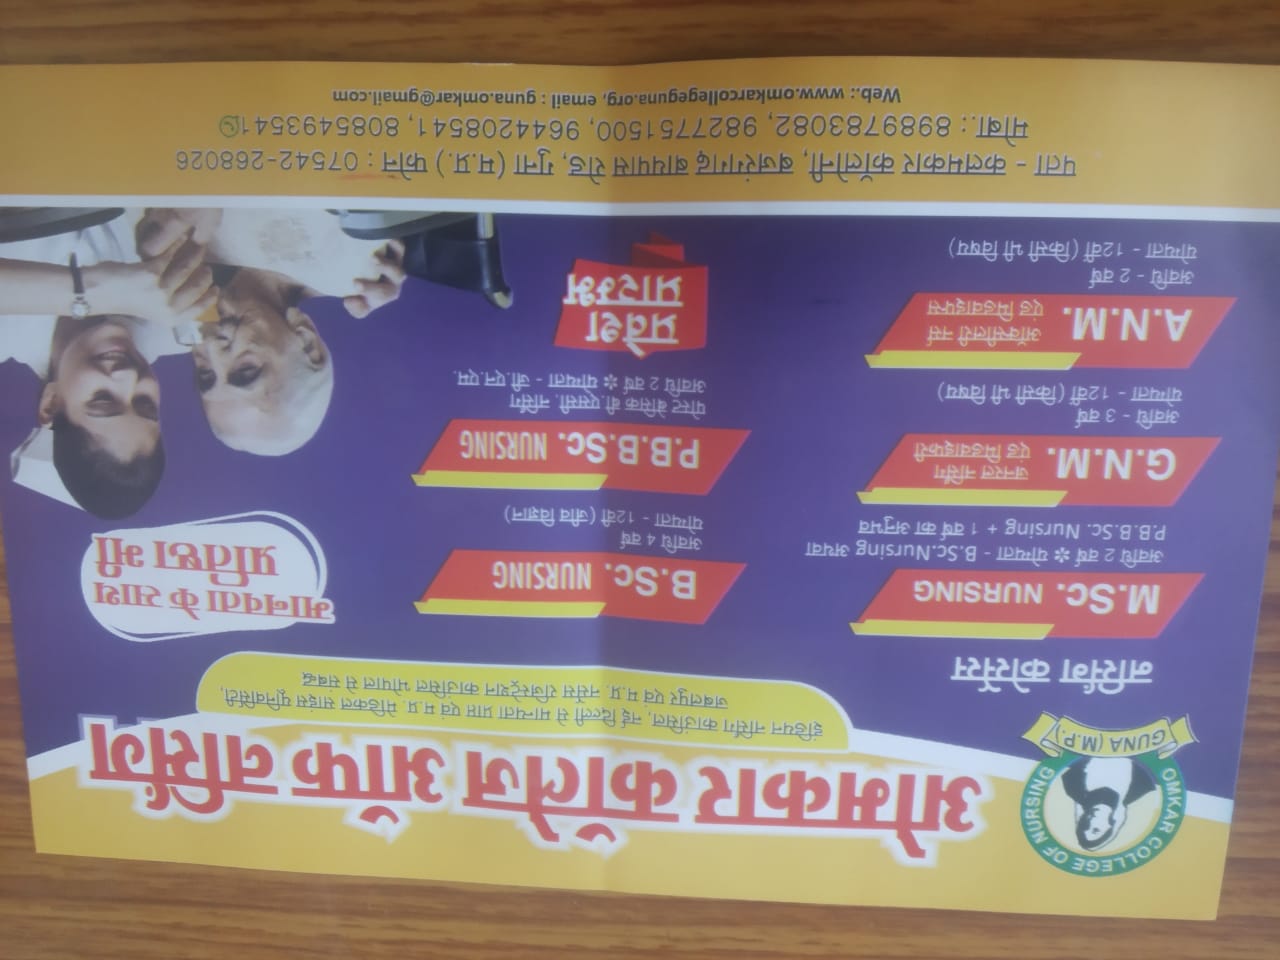 OMKAR COLLEGE OF NURSING
GUNA (M.P.)
ओमकार कॉलेज ऑफ नर्सिंग
इंडियन नर्सिंग काउंसिल, नई दिल्ली से मान्यता प्राप्त एवं म.प्र. मेडिकल साइंस यूनिवर्सिटी,
जबलपुर एवं म.प्र. नर्सेस रजिस्ट्रेशन काउंसिल भोपाल से संबद्ध
नर्सिंग कोर्सेस
M.Sc. NURSING
अवधि 2 वर्ष ✽ योग्यता - B.Sc.Nursing अथवा
P.B.B.Sc. Nursing + 1 वर्ष का अनुभव
B.Sc. NURSING
अवधि 4 वर्ष
योग्यता - 12वी (जीव विज्ञान)
मानवता के साथ
प्रतिष्ठा भी
G.N.M. जनरल नर्सिंग
एंड मिडवाइफरी
अवधि - 3 वर्ष
योग्यता - 12वीं (किसी भी विषय)
P.B.B.Sc. NURSING
पोस्ट बेसिक बी.एससी. नर्सिंग
अवधि 2 वर्ष ✽ योग्यता - जी.एन.एम.
A.N.M. ऑक्सीलरी नर्स
एंड मिडवाइफ्स
अवधि - 2 वर्ष
योग्यता - 12वीं (किसी भी विषय)
प्रवेश
प्रारम्भ
पता - कलमकार कॉलोनी, बजरंगगढ़ बायपास रोड, गुना (म.प्र.) फोन : 07542-268026
मोबा.: 8989783082, 9827751500, 9644208541, 8085493541
Web.: www.omkarcollegeguna.org, email : guna.omkar@gmail.com